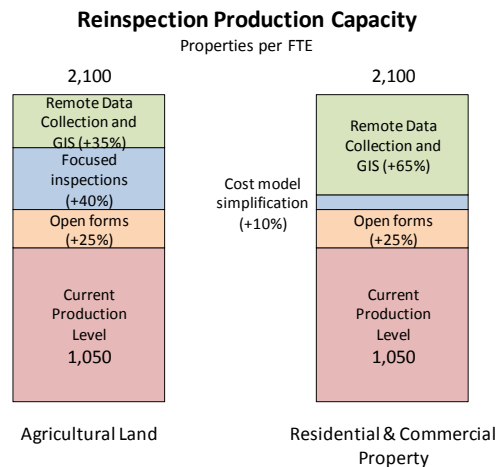 Reinspection Production Capacity
Properties per FTE
2,100
Remote Data
Collection and
GIS (+35%)
Focused
inspections
(+40%)
Open forms
(+25%)
Current
Production
Level
1,050
Agricultural Land
2,100
Remote Data
Collection and
GIS (+65%)
Cost model
simplification
(+10%)
Open forms
(+25%)
Current
Production
Level
1,050
Residential & Commercial
Property